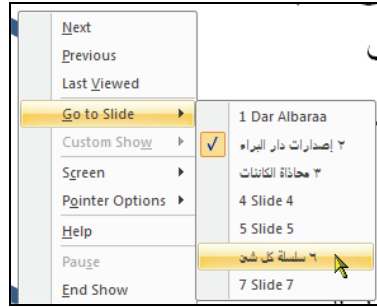 Next
Previous
Last Viewed
Go to Slide
Custom Show
Screen
Pointer Options
Help
Pause
End Show
1 Dar Albaraa
٢ إصدارات دار البراء
٣ محاذاة الكائنات
4 Slide 4
5 Slide 5
٦ سلسلة كل شئ
7 Slide 7